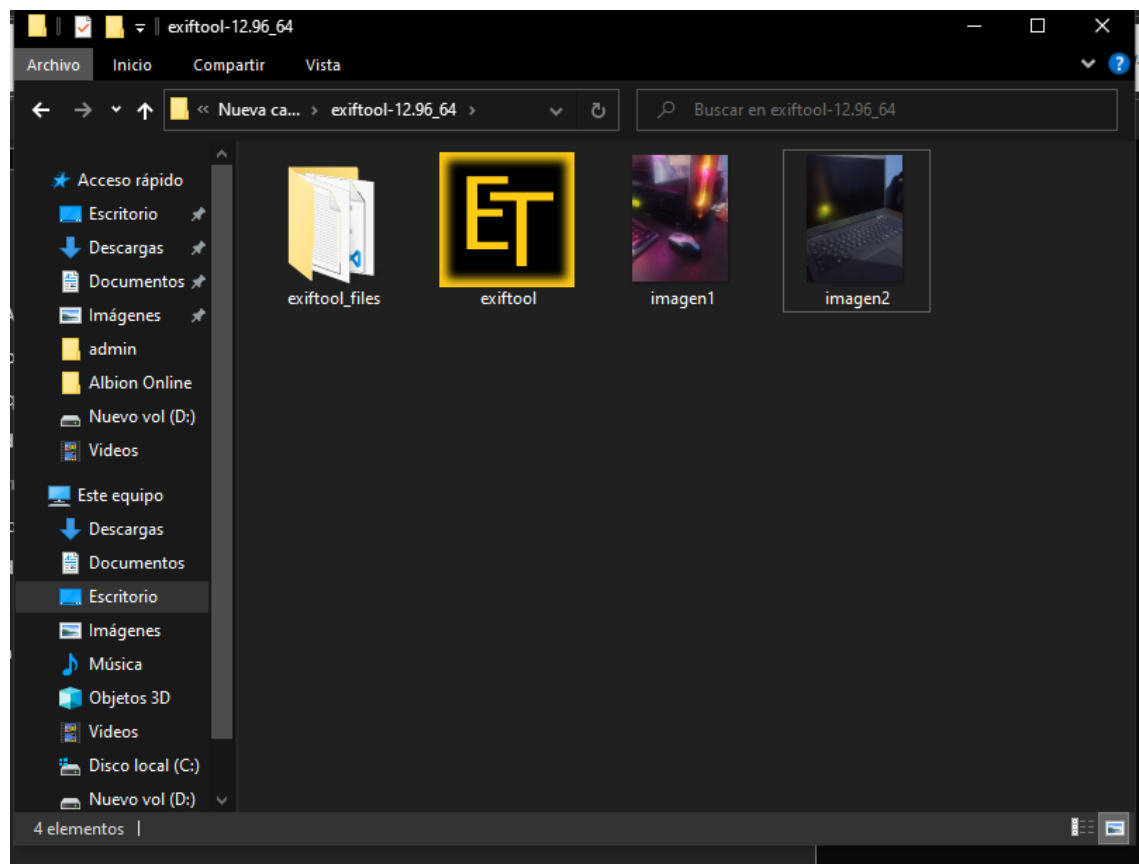 exiftool-12.96_64
Archivo Inicio Compartir Vista
« Nueva ca... › exiftool-12.96_64 ›
Buscar en exiftool-12.96_64
Acceso rápido
Escritorio
Descargas
Documentos
Imágenes
admin
Albion Online
Nuevo vol (D:)
Videos
Este equipo
Descargas
Documentos
Escritorio
Imágenes
Música
Objetos 3D
Videos
Disco local (C:)
Nuevo vol (D:)
ET
exiftool_files exiftool imagen1 imagen2
4 elementos